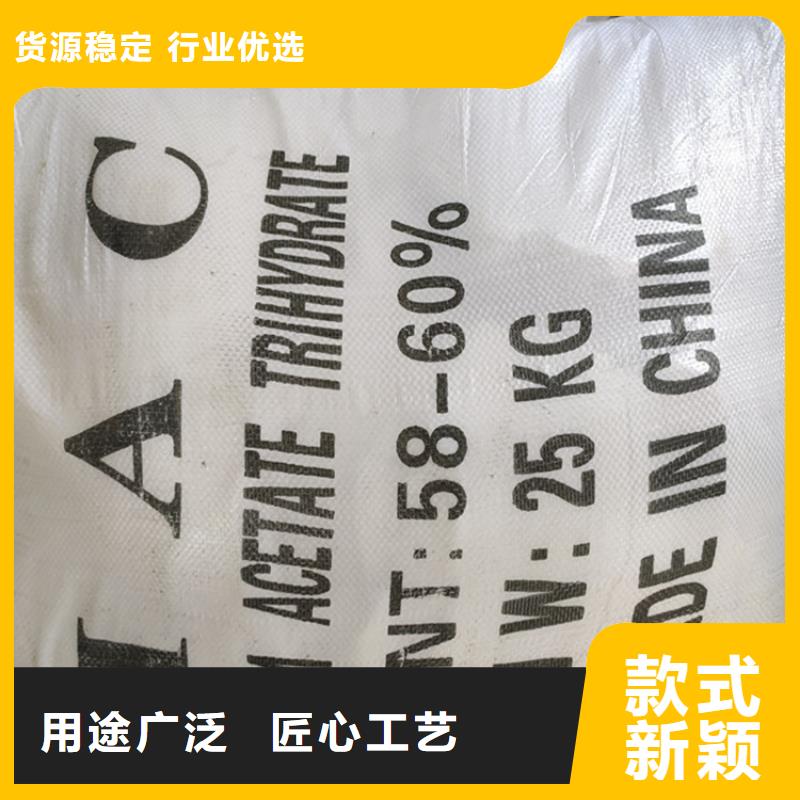 货源稳定 行业优选
AC
M ACETATE TRIHYDRATE
NT:58-60%
W: 25 KG
DE IN CHINA
用途广泛 匠心工艺
款式
新颖